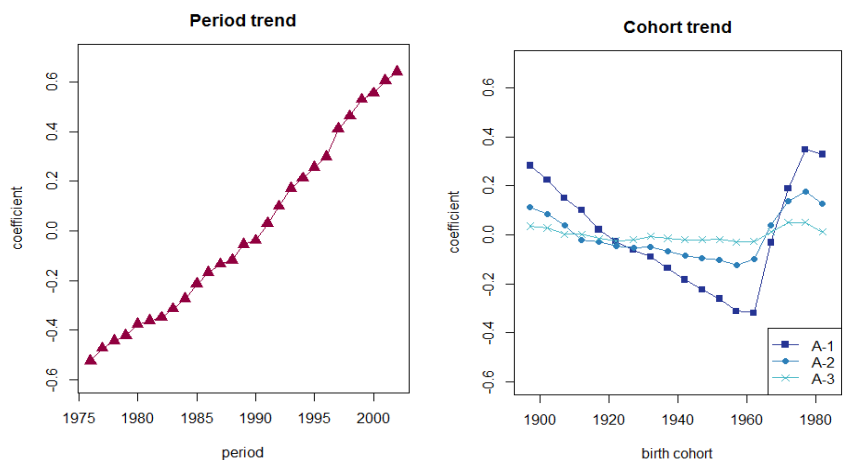 Period trend
coefficient
0.6
0.4
0.2
0.0
-0.2
-0.4
-0.6
1975 1980 1985 1990 1995 2000
period
Cohort trend
coefficient
0.6
0.4
0.2
0.0
-0.2
-0.4
-0.6
A-1
A-2
A-3
1900 1920 1940 1960 1980
birth cohort